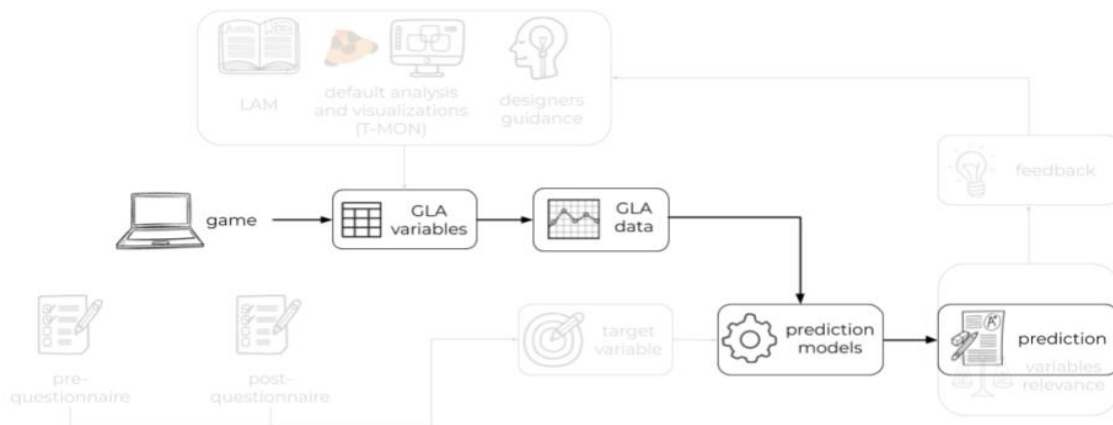 LAM
default analysis
and visualizations
(T-MON)
designers
guidance
feedback
game
GLA
variables
GLA
data
target
variable
prediction
models
prediction
variables
relevance
pre-
questionnaire
post-
questionnaire